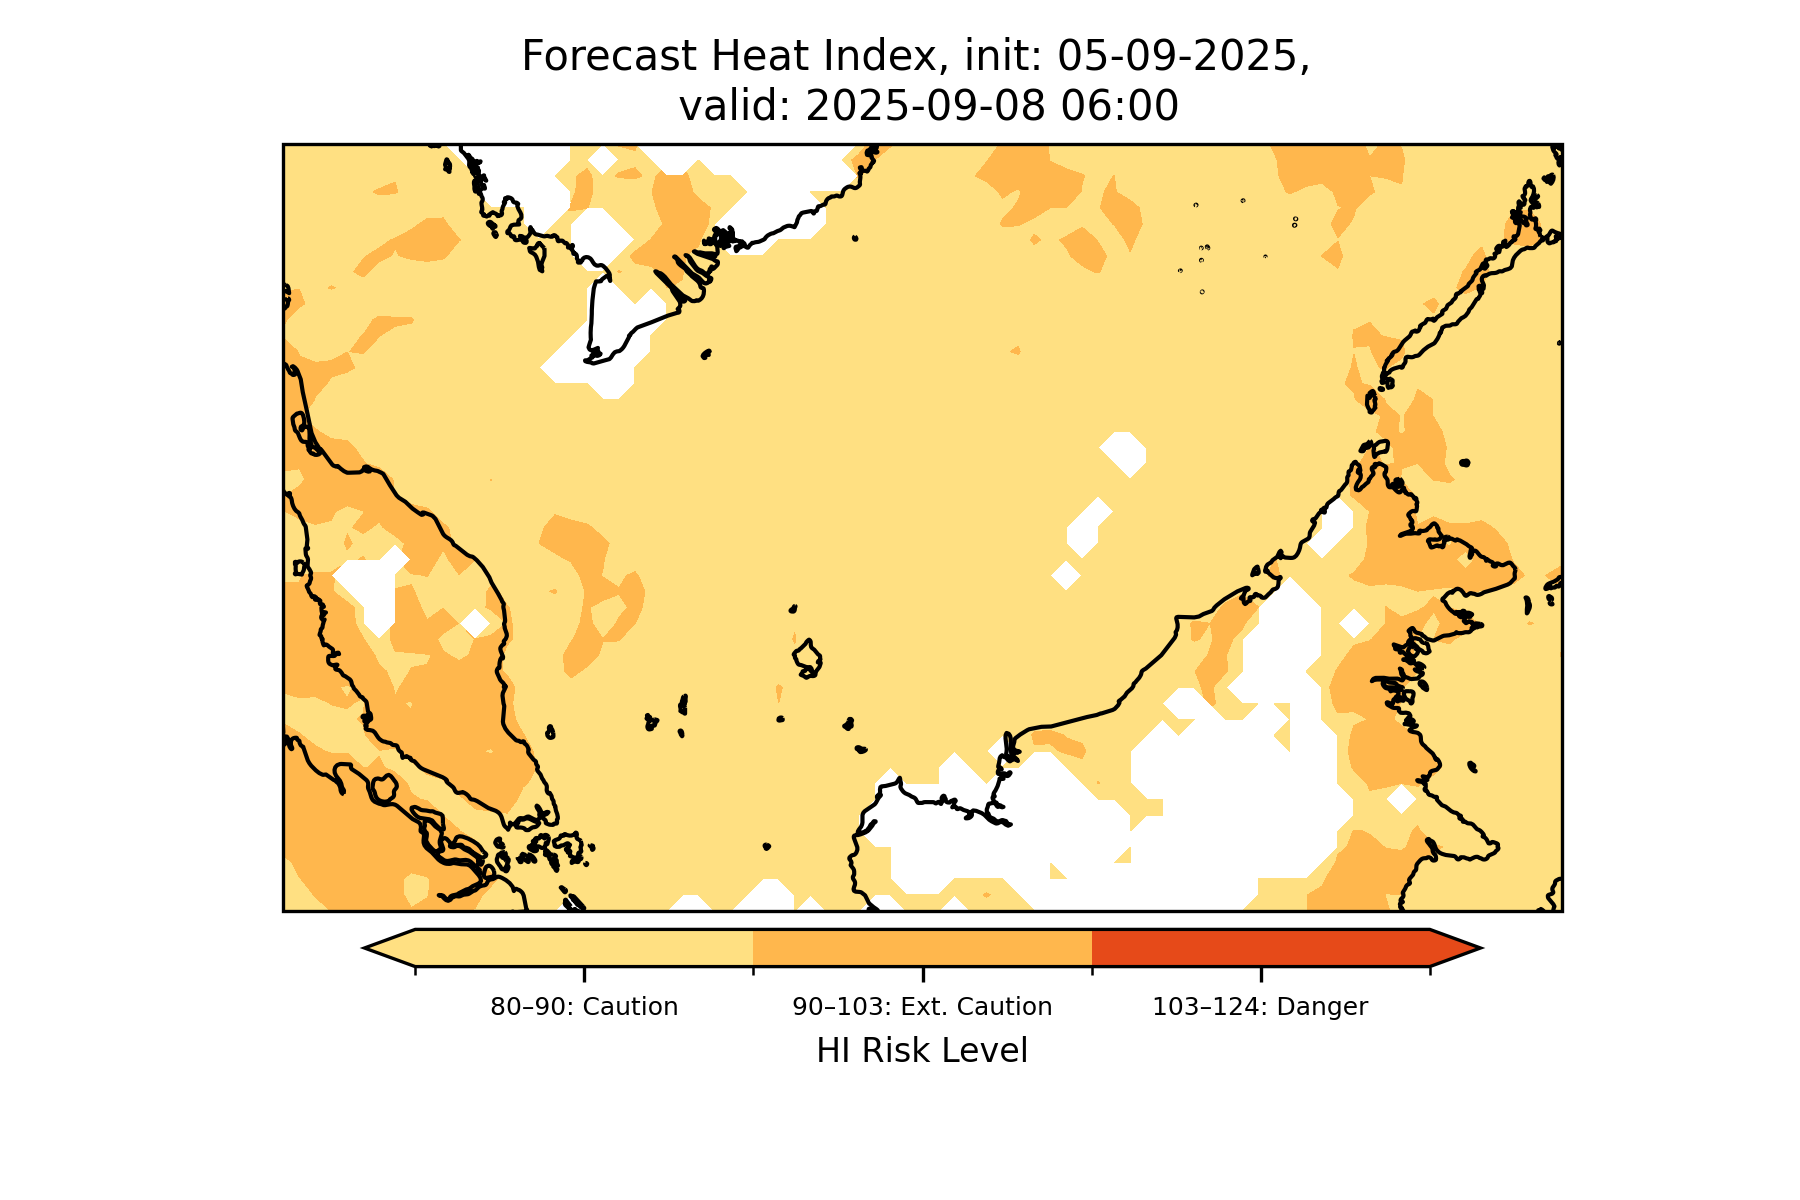 Forecast Heat Index, init: 05-09-2025,
valid: 2025-09-08 06:00
80–90: Caution
90–103: Ext. Caution
103–124: Danger
HI Risk Level